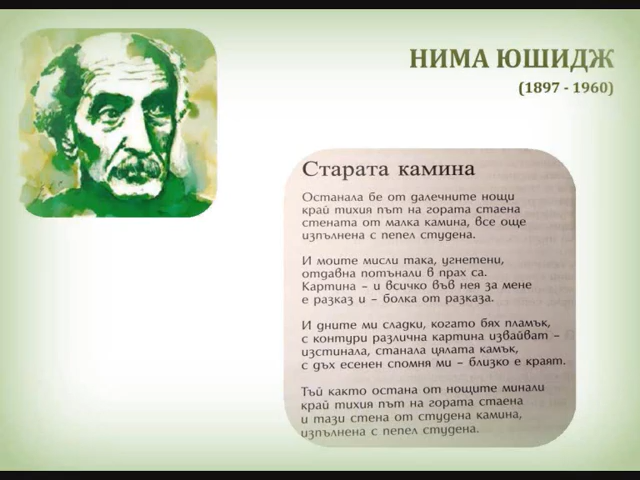 НИМА ЮШИДЖ
(1897 - 1960)
Старата камина
Останала бе от далечните нощи
край тихия път на гората стаена
стената от малка камина, все още
изпълнена с пепел студена.
И моите мисли така, угнетени,
отдавна потънали в прах са.
Картина – и всичко във нея за мене
е разказ и – болка от разказа.
И дните ми сладки, когато бях пламък,
с контури различна картина извайват –
изстинала, станала цялата камък,
с дъх есенен спомня ми – близко е краят.
Тъй както остана от нощите минали
край тихия път на гората стаена
и тази стена от студена камина,
изпълнена с пепел студена.